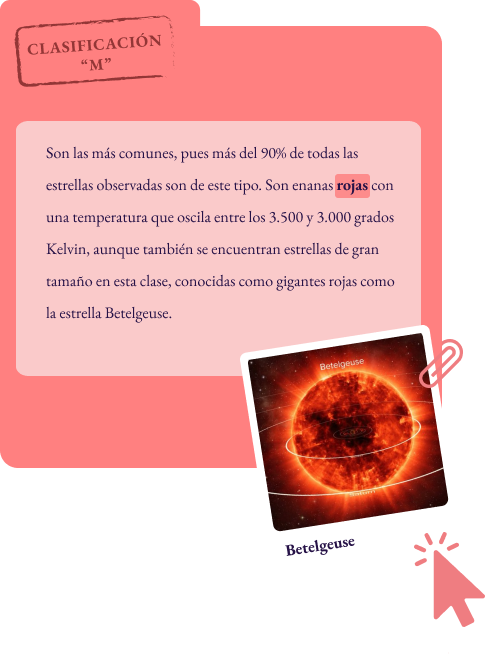 CLASIFICACIÓN
“M”
Son las más comunes, pues más del 90% de todas las
estrellas observadas son de este tipo. Son enanas rojas con
una temperatura que oscila entre los 3.500 y 3.000 grados
Kelvin, aunque también se encuentran estrellas de gran
tamaño en esta clase, conocidas como gigantes rojas como
la estrella Betelgeuse.
Betelgeuse
Betelgeuse